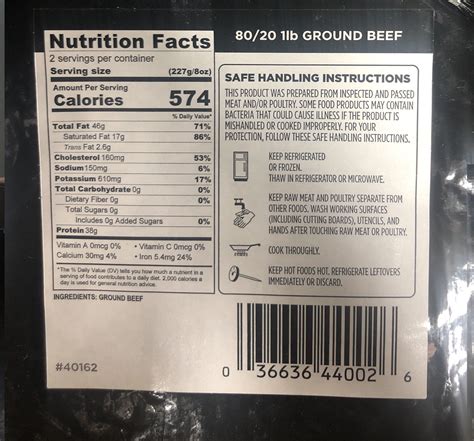 Nutrition Facts
2 servings per container
Serving size (227g/8oz)
Amount Per Serving
Calories 574
% Daily Value*
Total Fat 46g 71%
Saturated Fat 17g 86%
Trans Fat 2.6g
Cholesterol 160mg 53%
Sodium 150mg 6%
Potassium 610mg 17%
Total Carbohydrate 0g 0%
Dietary Fiber 0g 0%
Total Sugars 0g
Includes 0g Added Sugars 0%
Protein 38g
Vitamin A 0mcg 0% • Vitamin C 0mcg 0%
Calcium 30mg 4% • Iron 5.4mg 24%
*The % Daily Value (DV) tells you how much a nutrient in a
serving of food contributes to a daily diet. 2,000 calories a
day is used for general nutrition advice.
INGREDIENTS: GROUND BEEF
#40162
80/20 1lb GROUND BEEF
SAFE HANDLING INSTRUCTIONS
THIS PRODUCT WAS PREPARED FROM INSPECTED AND PASSED
MEAT AND/OR POULTRY. SOME FOOD PRODUCTS MAY CONTAIN
BACTERIA THAT COULD CAUSE ILLNESS IF THE PRODUCT IS
MISHANDLED OR COOKED IMPROPERLY. FOR YOUR
PROTECTION, FOLLOW THESE SAFE HANDLING INSTRUCTIONS.
KEEP REFRIGERATED
OR FROZEN.
THAW IN REFRIGERATOR OR MICROWAVE.
KEEP RAW MEAT AND POULTRY SEPARATE FROM
OTHER FOODS. WASH WORKING SURFACES
(INCLUDING CUTTING BOARDS), UTENSILS, AND
HANDS AFTER TOUCHING RAW MEAT OR POULTRY.
COOK THOROUGHLY.
KEEP HOT FOODS HOT. REFRIGERATE LEFTOVERS
IMMEDIATELY OR DISCARD.
0 36636 44002 6